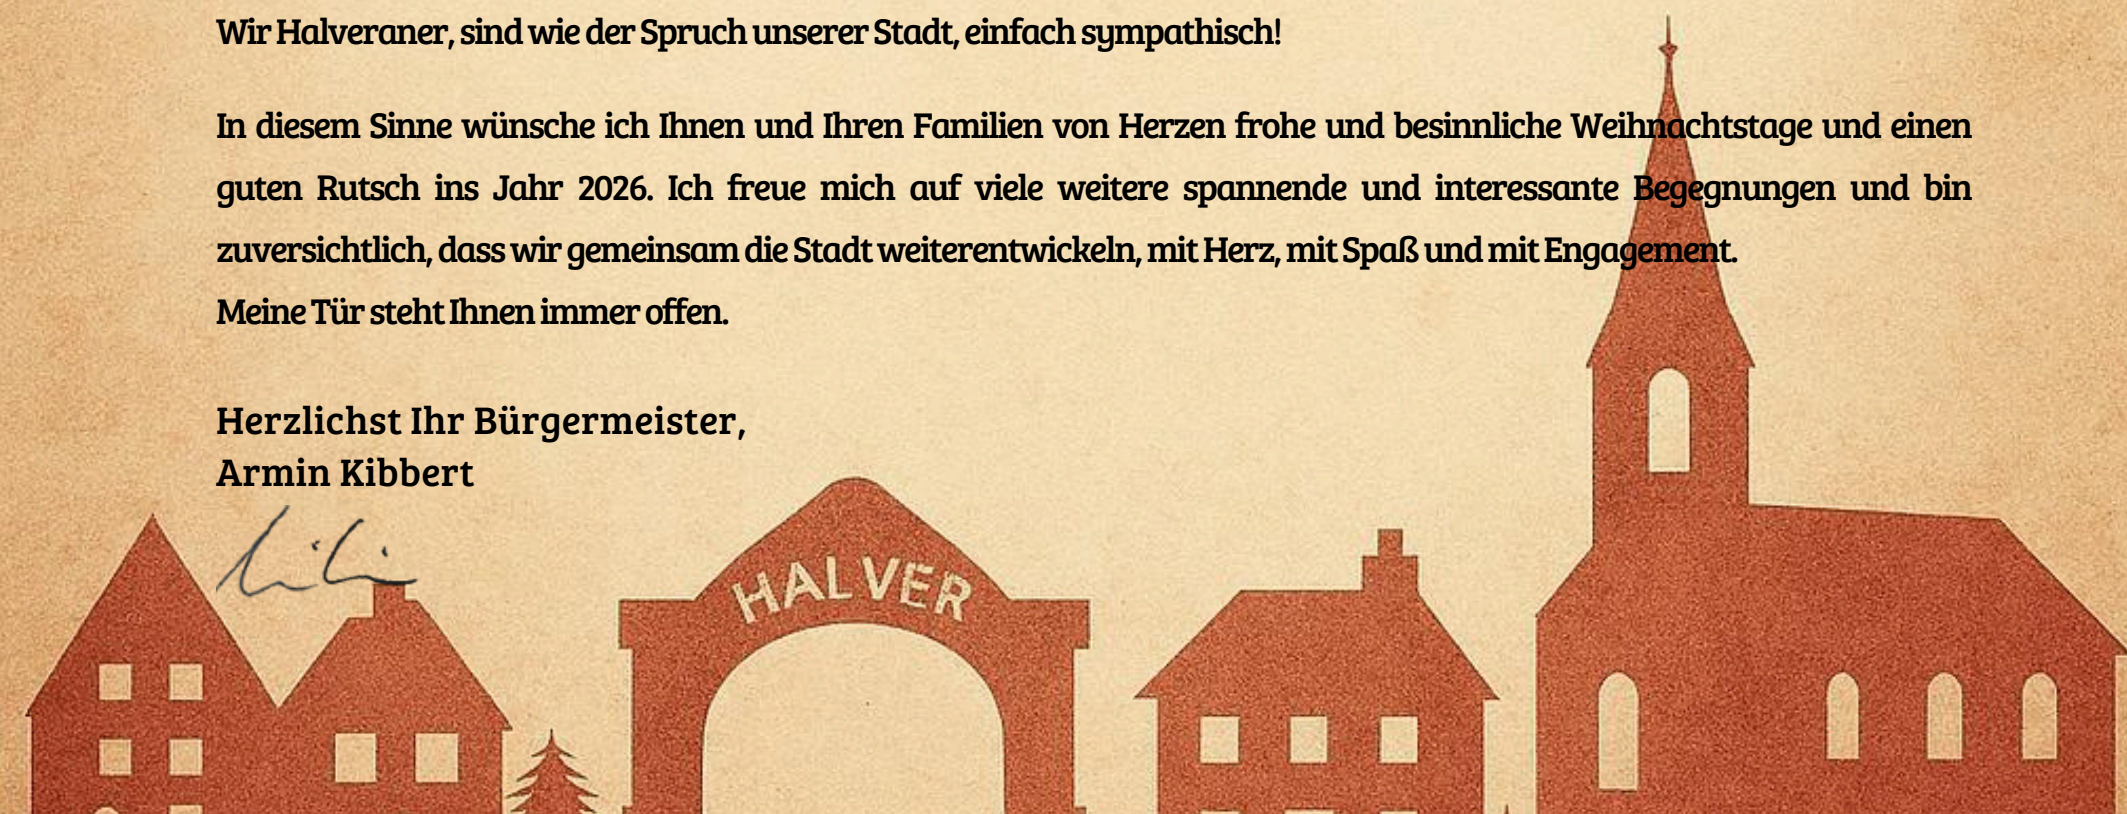 Wir Halveraner, sind wie der Spruch unserer Stadt, einfach sympathisch!
In diesem Sinne wünsche ich Ihnen und Ihren Familien von Herzen frohe und besinnliche Weihnachtstage und einen
guten Rutsch ins Jahr 2026. Ich freue mich auf viele weitere spannende und interessante Begegnungen und bin
zuversichtlich, dass wir gemeinsam die Stadt weiterentwickeln, mit Herz, mit Spaß und mit Engagement.
Meine Tür steht Ihnen immer offen.
Herzlichst Ihr Bürgermeister,
Armin Kibbert
HALVER